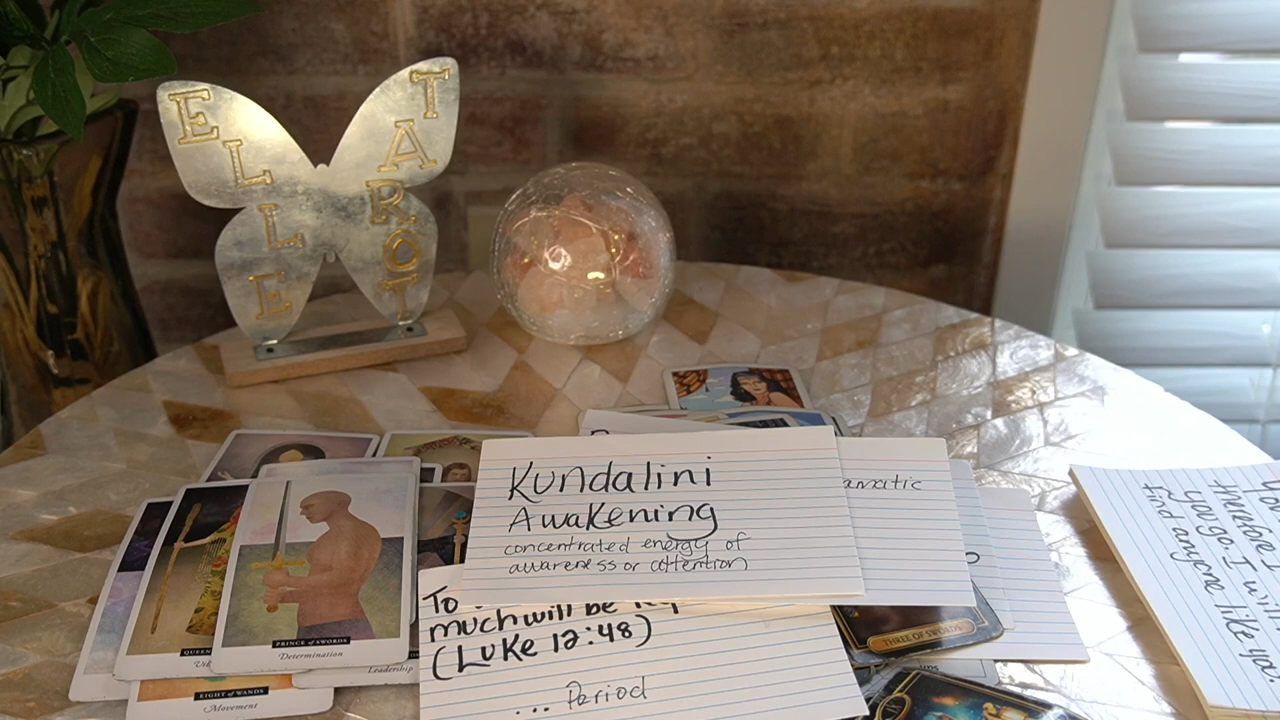 ELLE
TAROT
Kundalini
Awakening
concentrated energy of
awareness or attention
amatic
To
much will be
(Luke 12:48)
... Period
PRINCE of SWORDS
Determination
QUEEN
Leadership
EIGHT of WANDS
Movement
THREE OF SWORDS
you
therefore I
you go. I will
find anyone like you.